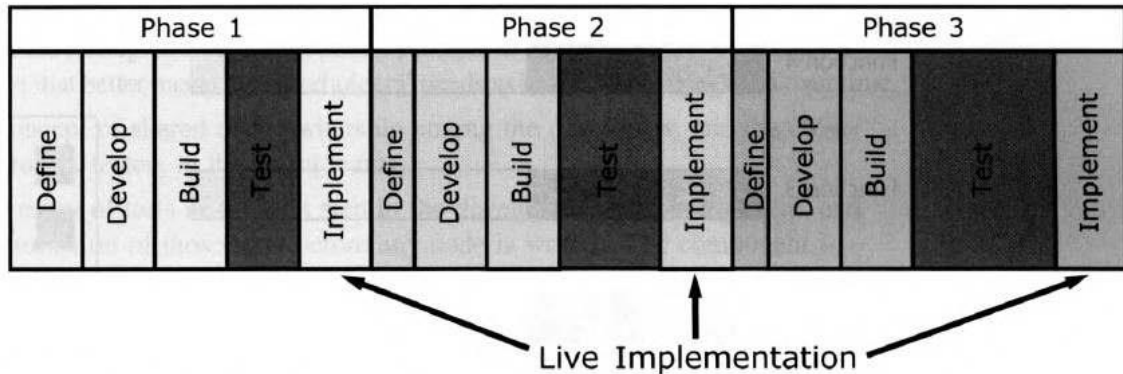 Phase 1
Phase 2
Phase 3
Define
Develop
Build
Test
Implement
Define
Develop
Build
Test
Implement
Define
Develop
Build
Test
Implement
Live Implementation